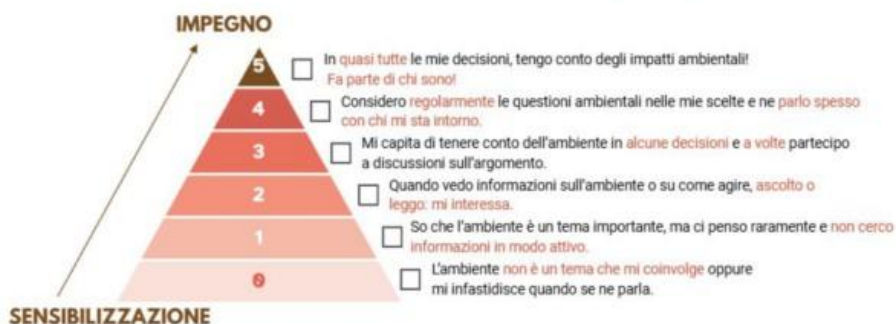 IMPEGNO
5
In quasi tutte le mie decisioni, tengo conto degli impatti ambientali!
Fa parte di chi sono!
4
Considero regolarmente le questioni ambientali nelle mie scelte e ne parlo spesso
con chi mi sta intorno.
3
Mi capita di tenere conto dell'ambiente in alcune decisioni e a volte partecipo
a discussioni sull'argomento.
2
Quando vedo informazioni sull'ambiente o su come agire, ascolto o
leggo: mi interessa.
1
So che l'ambiente è un tema importante, ma ci penso raramente e non cerco
informazioni in modo attivo.
0
L'ambiente non è un tema che mi coinvolge oppure
mi infastidisce quando se ne parla.
SENSIBILIZZAZIONE